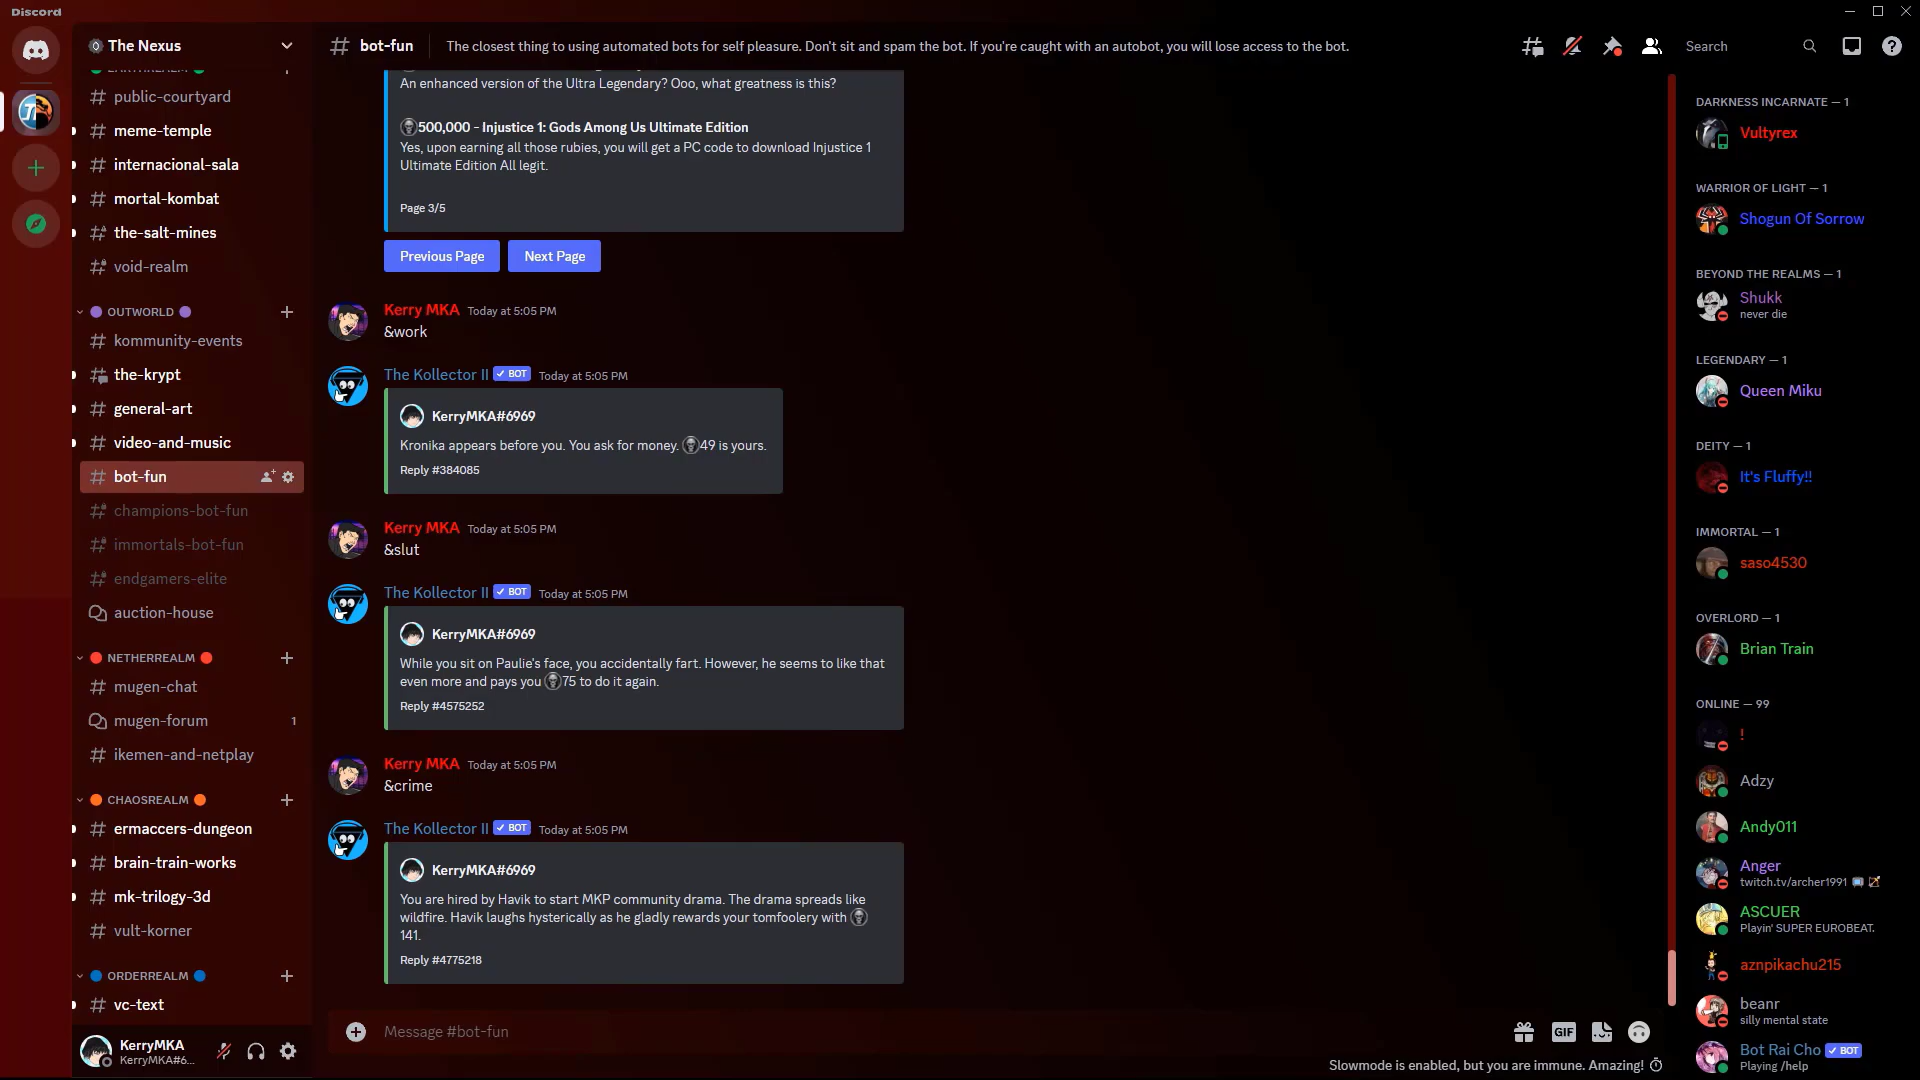 Discord
The Nexus
public-courtyard
meme-temple
internacional-sala
mortal-kombat
the-salt-mines
void-realm
OUTWORLD
kommunity-events
the-krypt
general-art
video-and-music
bot-fun
champions-bot-fun
immortals-bot-fun
endgamers-elite
auction-house
NETHERREALM
mugen-chat
mugen-forum 1
ikemen-and-netplay
CHAOSREALM
ermaccers-dungeon
brain-train-works
mk-trilogy-3d
vult-korner
ORDERREALM
vc-text
KerryMKA
KerryMKA#6...
bot-fun
The closest thing to using automated bots for self pleasure. Don't sit and spam the bot. If you're caught with an autobot, you will lose access to the bot.
Search
An enhanced version of the Ultra Legendary? Ooo, what greatness is this?
500,000 - Injustice 1: Gods Among Us Ultimate Edition
Yes, upon earning all those rubies, you will get a PC code to download Injustice 1
Ultimate Edition All legit.
Page 3/5
Previous Page
Next Page
Kerry MKA Today at 5:05 PM
&work
The Kollector II BOT Today at 5:05 PM
KerryMKA#6969
Kronika appears before you. You ask for money. 49 is yours.
Reply #384085
Kerry MKA Today at 5:05 PM
&slut
The Kollector II BOT Today at 5:05 PM
KerryMKA#6969
While you sit on Paulie's face, you accidentally fart. However, he seems to like that
even more and pays you 75 to do it again.
Reply #4575252
Kerry MKA Today at 5:05 PM
&crime
The Kollector II BOT Today at 5:05 PM
KerryMKA#6969
You are hired by Havik to start MKP community drama. The drama spreads like
wildfire. Havik laughs hysterically as he gladly rewards your tomfoolery with
141.
Reply #4775218
Message #bot-fun
GIF
Slowmode is enabled, but you are immune. Amazing!
DARKNESS INCARNATE — 1
Vultyrex
WARRIOR OF LIGHT — 1
Shogun Of Sorrow
BEYOND THE REALMS — 1
Shukk
never die
LEGENDARY — 1
Queen Miku
DEITY — 1
It's Fluffy!!
IMMORTAL — 1
saso4530
OVERLORD — 1
Brian Train
ONLINE — 99
!
Adzy
Andy011
Anger
twitch.tv/archer1991
ASCUER
Playin' SUPER EUROBEAT.
aznpikachu215
beanr
silly mental state
Bot Rai Cho BOT
Playing /help